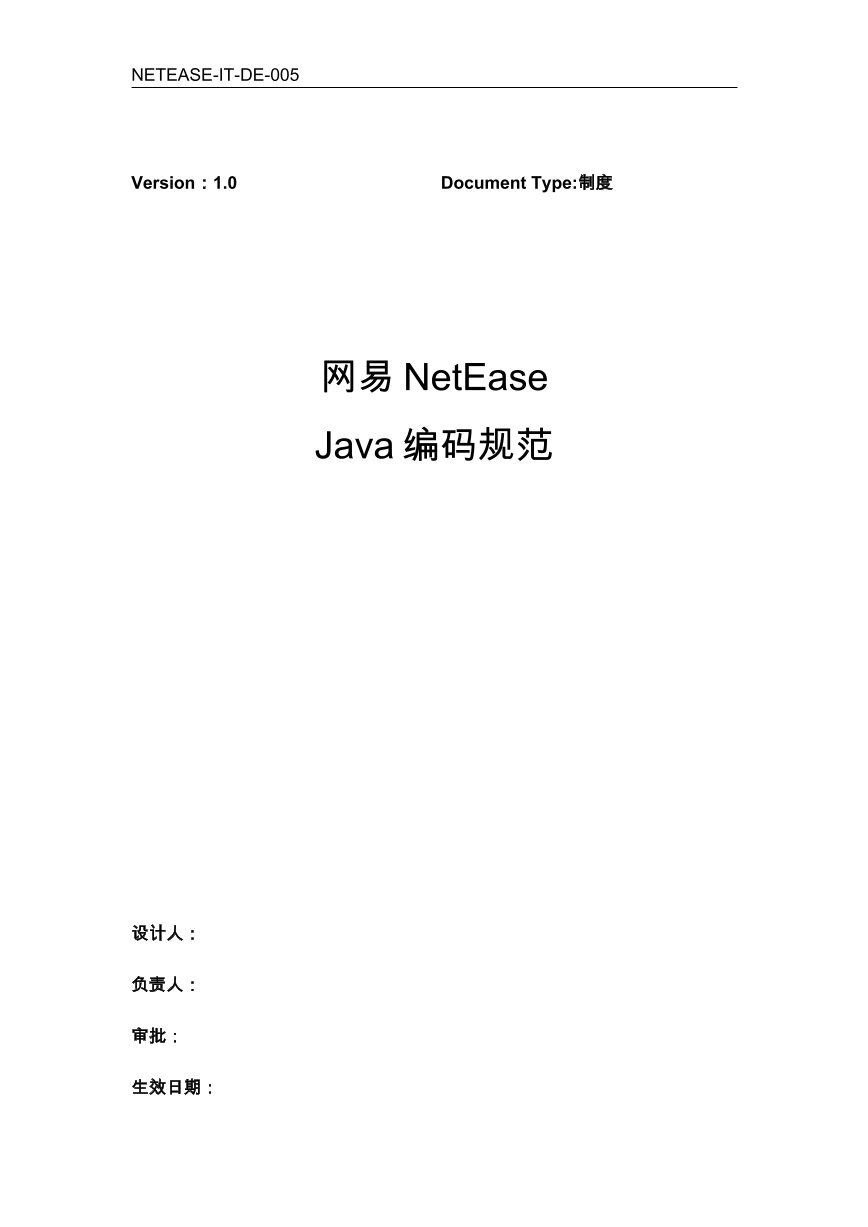 NETEASE-IT-DE-005
Version：1.0 Document Type:制度
网易 NetEase
Java 编码规范
设计人：
负责人：
审批：
生效日期：